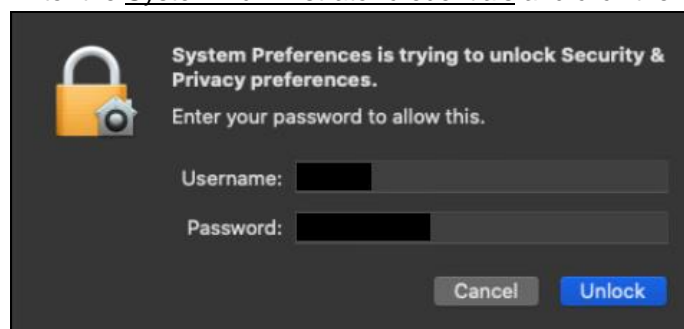 System Preferences is trying to unlock Security &
Privacy preferences.
Enter your password to allow this.
Username:
Password:
Cancel Unlock